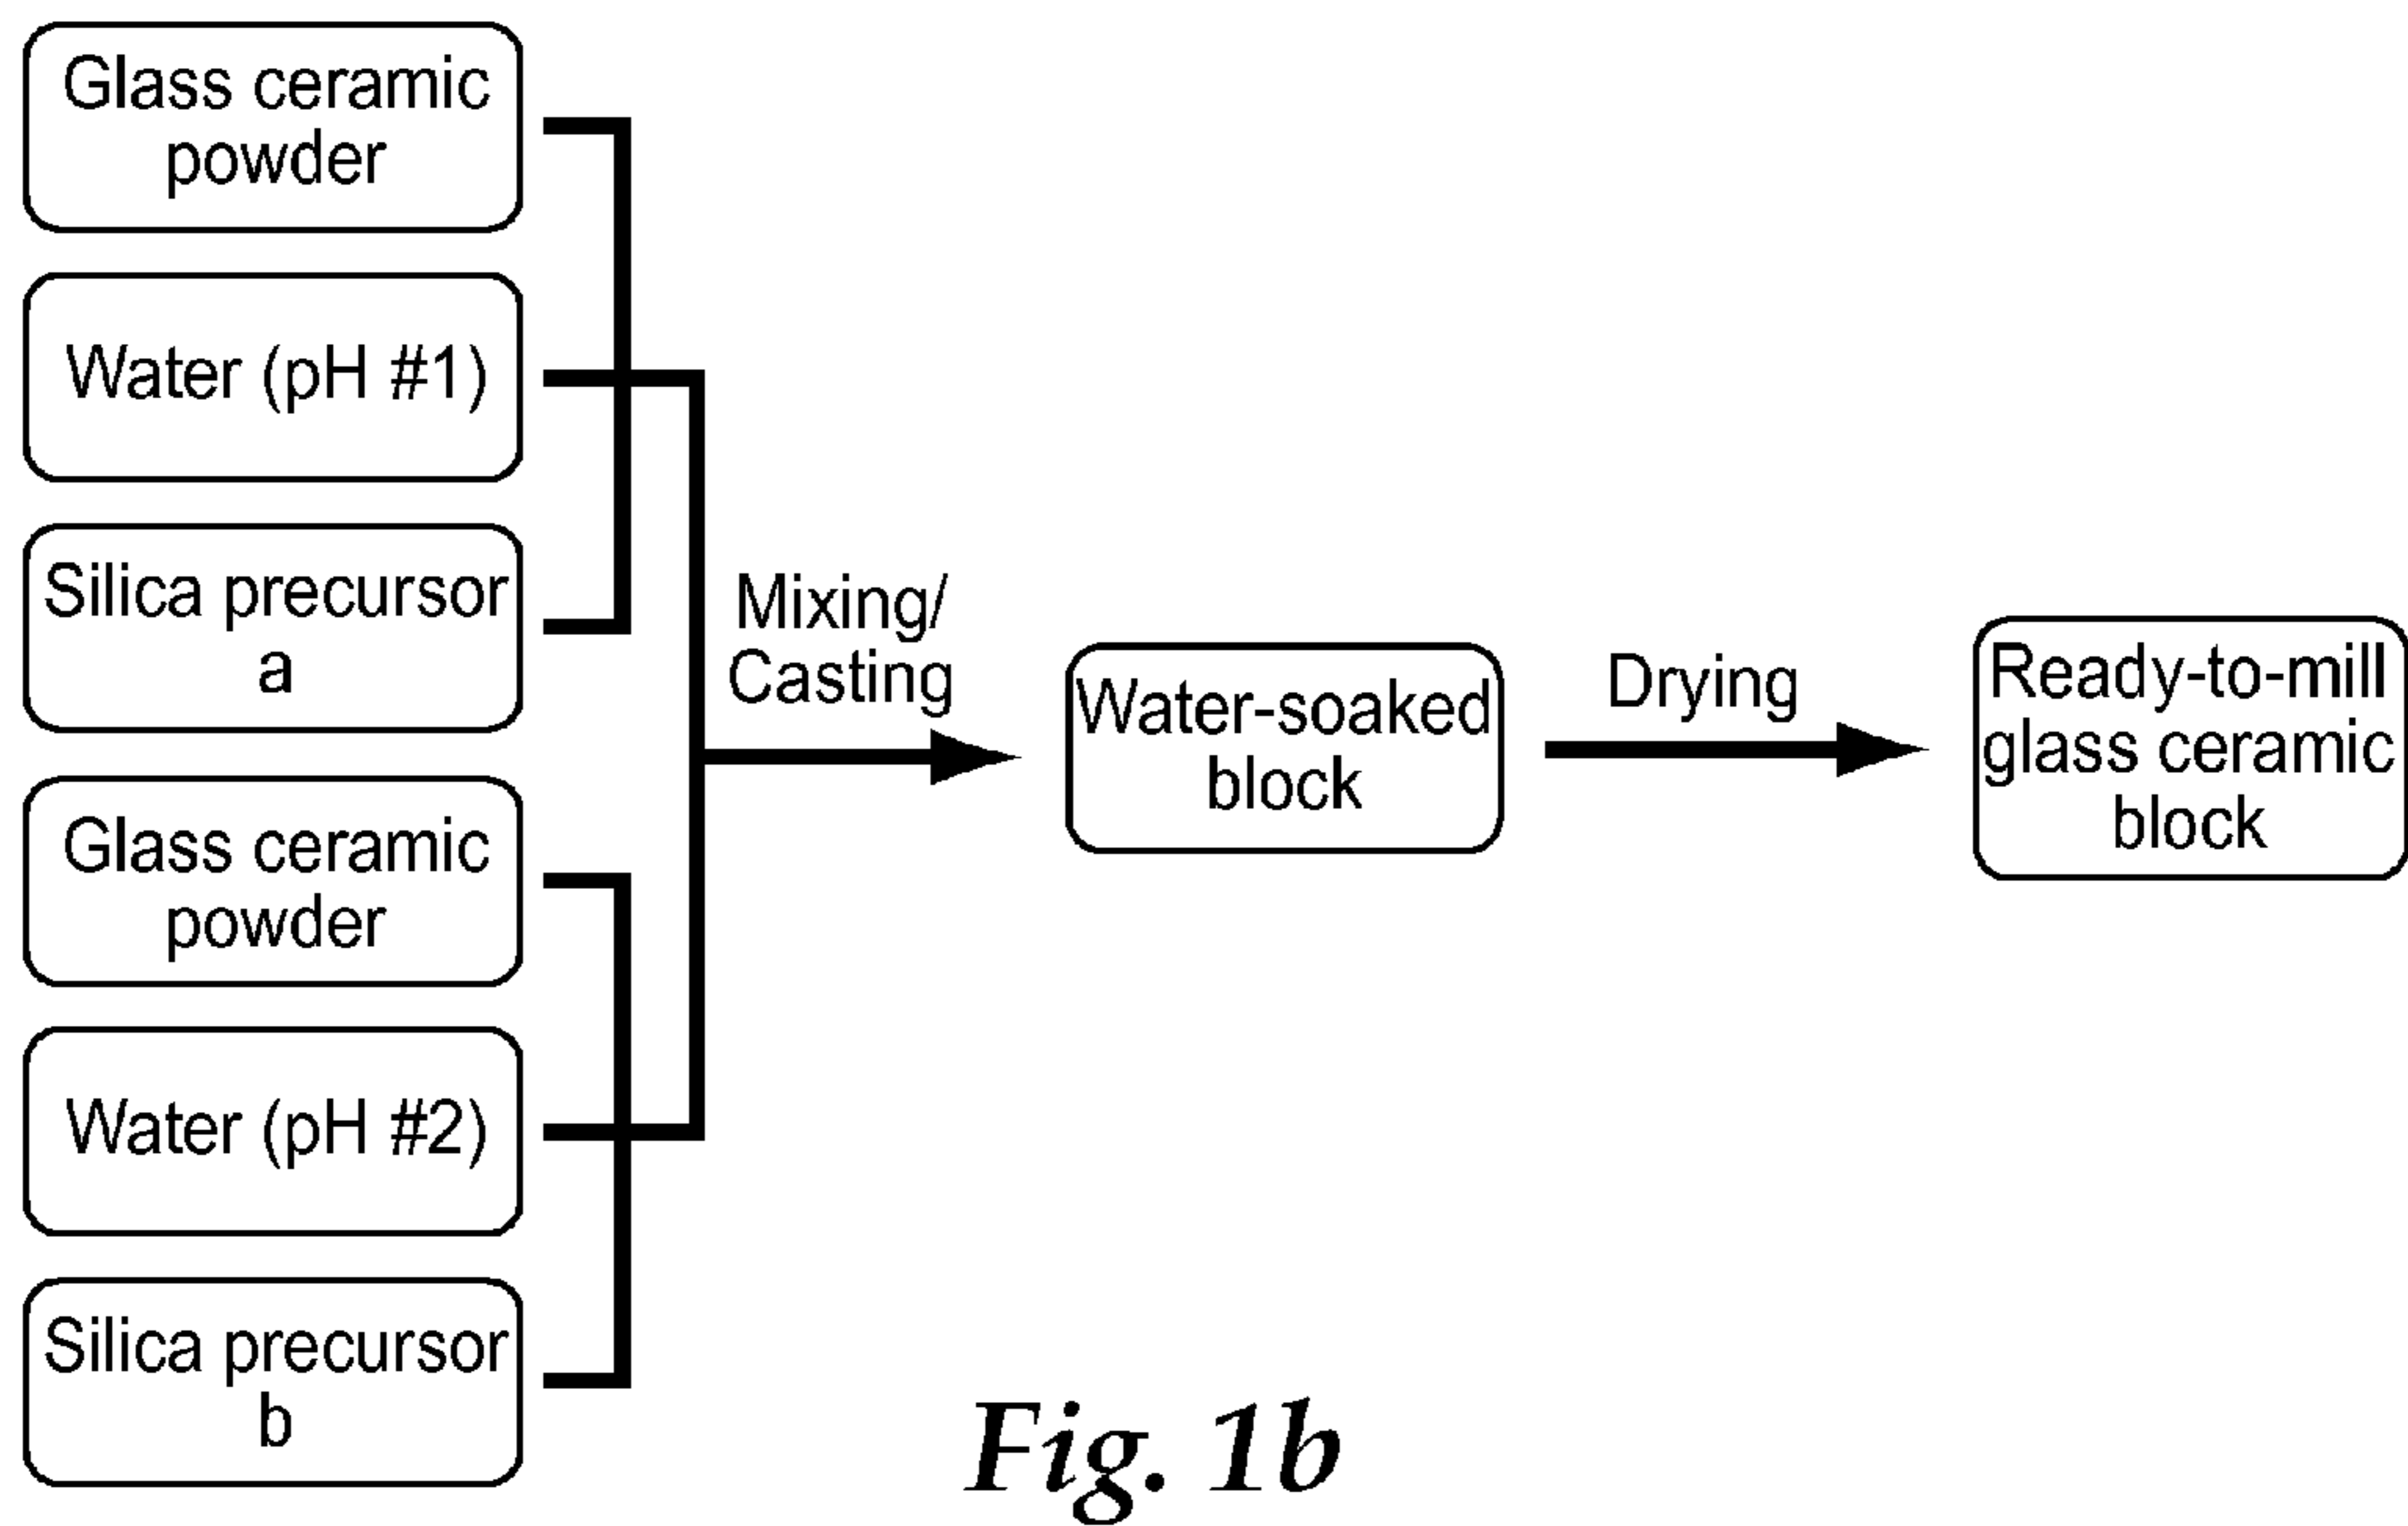 Glass ceramic
powder
Water (pH #1)
Silica precursor
a
Glass ceramic
powder
Water (pH #2)
Silica precursor
b
Mixing/
Casting
Water-soaked
block
Drying
Ready-to-mill
glass ceramic
block
Fig. 1b